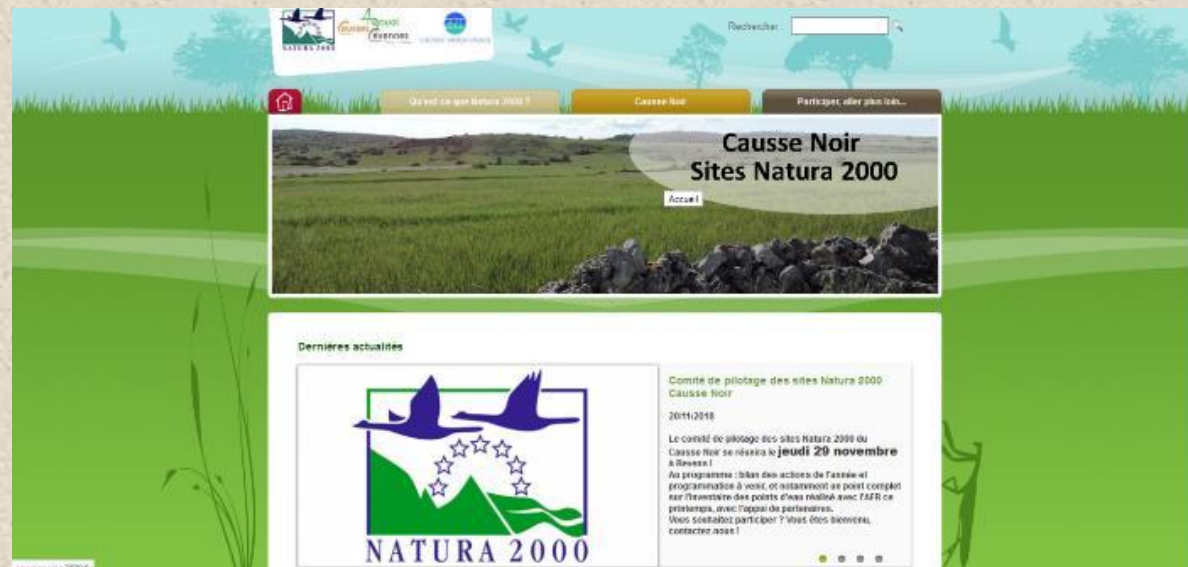 NATURA 2000
Rechercher
Qu'est-ce que Natura 2000 ?
Causse Noir
Participer, aller plus loin...
Causse Noir
Sites Natura 2000
Accueil
Dernières actualités
NATURA 2000
Comité de pilotage des sites Natura 2000
Causse Noir
20/11/2018
Le comité de pilotage des sites Natura 2000 du
Causse Noir se réunira le jeudi 29 novembre
à Revens !
Au programme : bilan des actions de l'année et
programmation à venir, et notamment un point complet
sur l'inventaire des points d'eau réalisé avec l'AFB ce
printemps, avec l'appui de partenaires.
Vous souhaitez participer ? Vous êtes bienvenu,
contactez-nous !